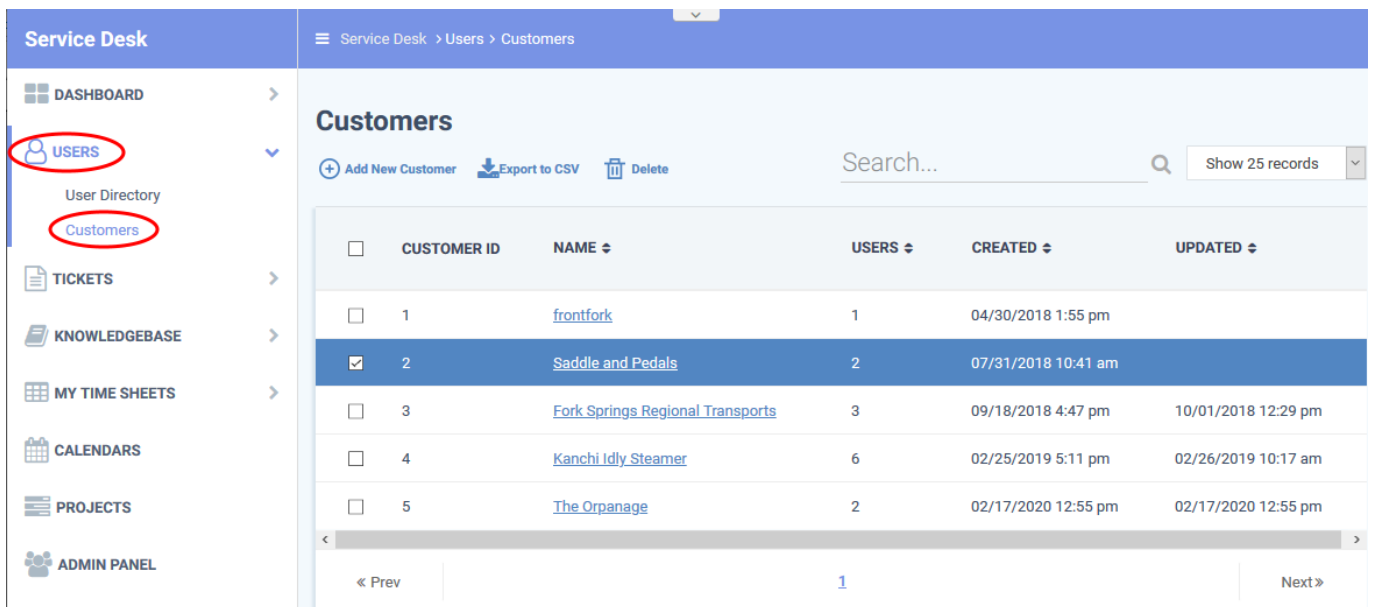 Service Desk
Service Desk > Users > Customers
DASHBOARD
USERS
User Directory
Customers
TICKETS
KNOWLEDGEBASE
MY TIME SHEETS
CALENDARS
PROJECTS
ADMIN PANEL
Customers
Add New Customer Export to CSV Delete Search... Show 25 records
CUSTOMER ID NAME USERS CREATED UPDATED
1 frontfork 1 04/30/2018 1:55 pm
2 Saddle and Pedals 2 07/31/2018 10:41 am
3 Fork Springs Regional Transports 3 09/18/2018 4:47 pm 10/01/2018 12:29 pm
4 Kanchi Idly Steamer 6 02/25/2019 5:11 pm 02/26/2019 10:17 am
5 The Orpanage 2 02/17/2020 12:55 pm 02/17/2020 12:55 pm
« Prev 1 Next »